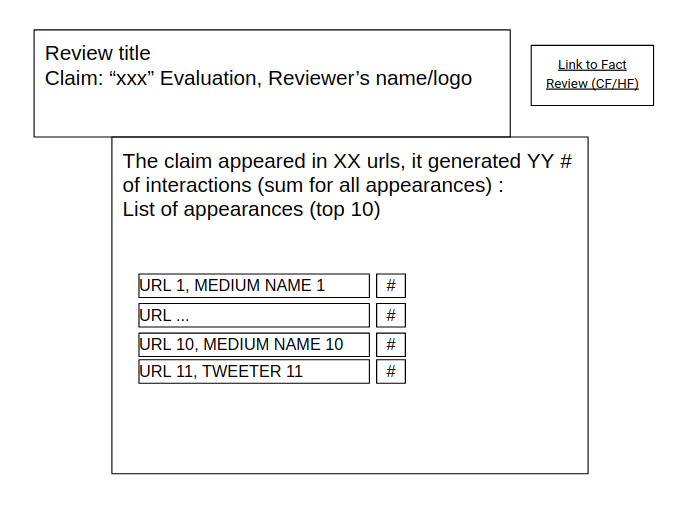 Review title
Claim: “xxx” Evaluation, Reviewer’s name/logo
Link to Fact
Review (CF/HF)
The claim appeared in XX urls, it generated YY #
of interactions (sum for all appearances) :
List of appearances (top 10)
URL 1, MEDIUM NAME 1 #
URL ... #
URL 10, MEDIUM NAME 10 #
URL 11, TWEETER 11 #